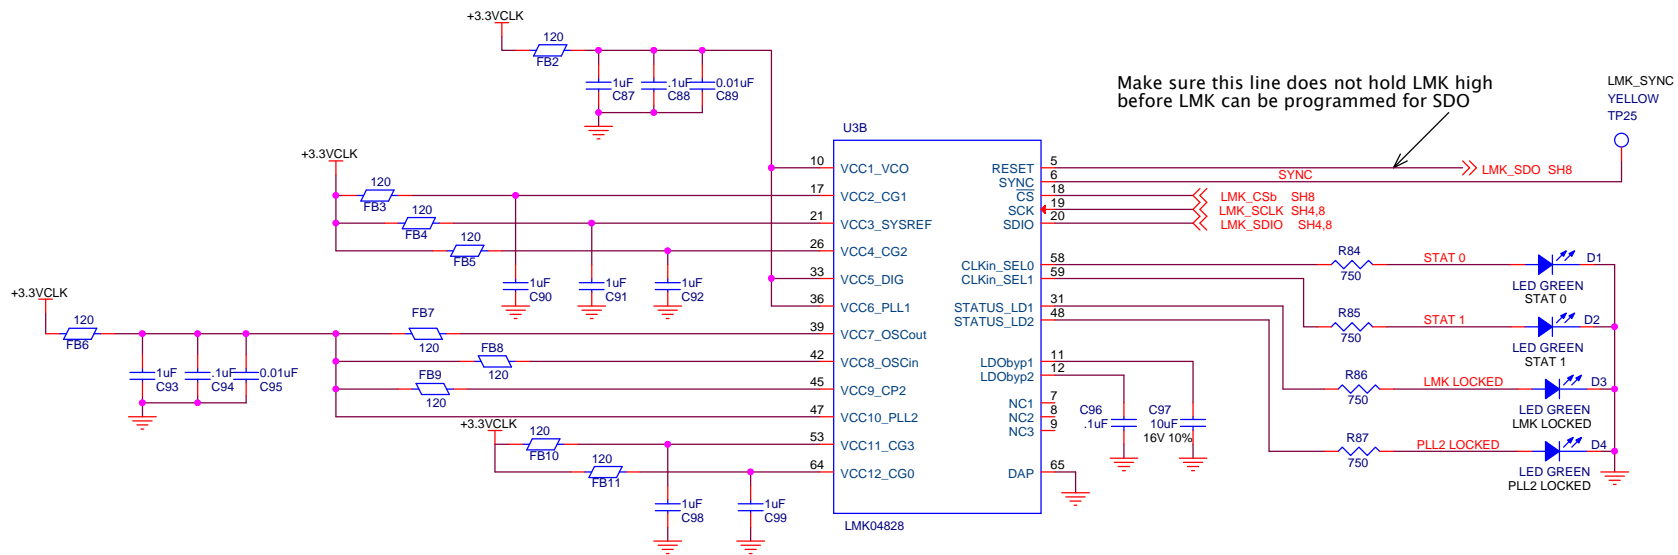 +3.3VCLK
120
FB2
1uF
C87
.1uF
C88
0.01uF
C89
Make sure this line does not hold LMK high
before LMK can be programmed for SDO
LMK_SYNC
YELLOW
TP25
U3B
+3.3VCLK
120
FB3
120
FB4
120
FB5
1uF
C90
1uF
C91
1uF
C92
+3.3VCLK
120
FB6
1uF
C93
.1uF
C94
0.01uF
C95
FB7
120
FB8
120
FB9
120
+3.3VCLK
120
FB10
120
FB11
1uF
C98
1uF
C99
10 VCC1_VCO
17 VCC2_CG1
21 VCC3_SYSREF
26 VCC4_CG2
33 VCC5_DIG
36 VCC6_PLL1
39 VCC7_OSCout
42 VCC8_OSCin
45 VCC9_CP2
47 VCC10_PLL2
53 VCC11_CG3
64 VCC12_CG0
LMK04828
RESET 5 LMK_SDO SH8
SYNC 6 SYNC
CS 18 LMK_CSb SH8
SCK 19 LMK_SCLK SH4,8
SDIO 20 LMK_SDIO SH4,8
CLKin_SEL0 58
CLKin_SEL1 59
STATUS_LD1 31
STATUS_LD2 48
LDObyp1 11
LDObyp2 12
NC1 7
NC2 8
NC3 9
DAP 65
C96
.1uF
C97
10uF
16V 10%
R84
750
STAT 0
D1
LED GREEN
STAT 0
R85
750
STAT 1
D2
LED GREEN
STAT 1
R86
750
LMK LOCKED
D3
LED GREEN
LMK LOCKED
R87
750
PLL2 LOCKED
D4
LED GREEN
PLL2 LOCKED